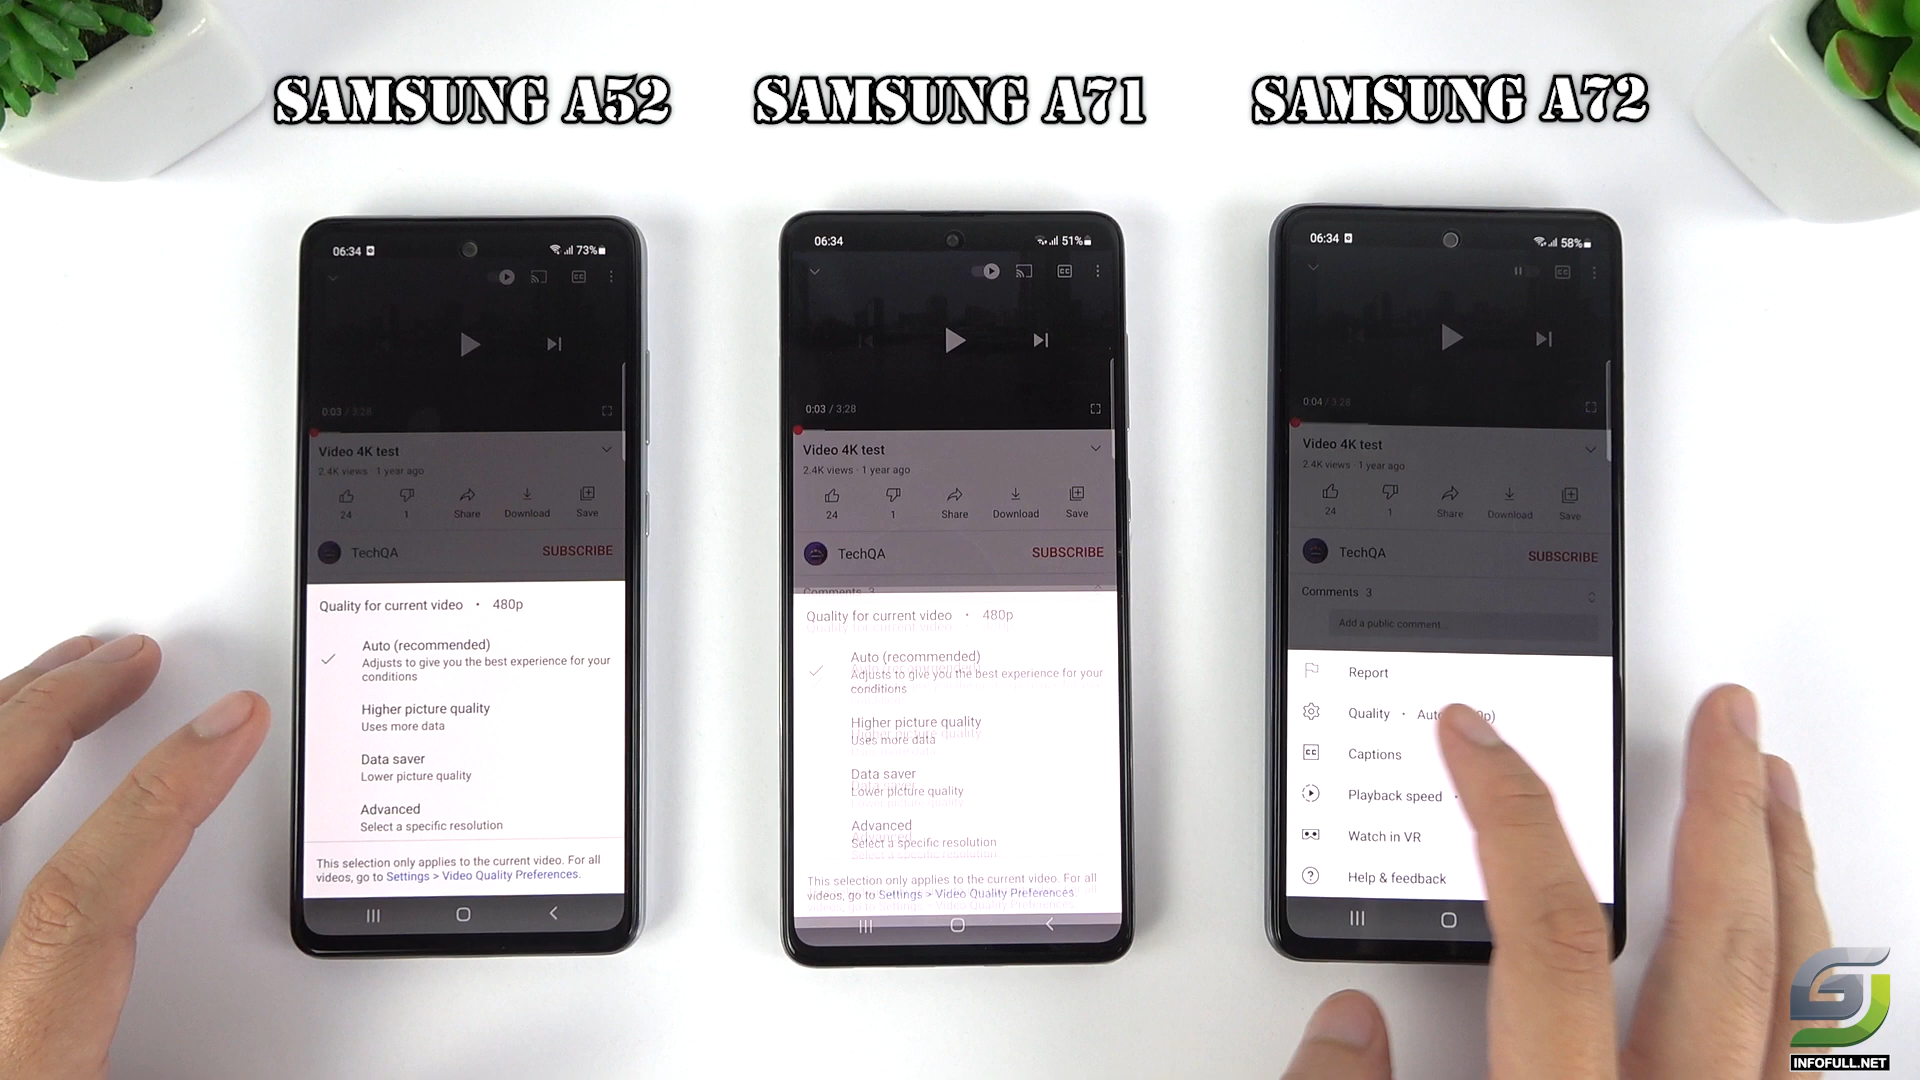 SAMSUNG A52
SAMSUNG A71
SAMSUNG A72
06:34
73%
0:03 / 3:28
Video 4K test
2.4K views · 1 year ago
24
1
Share
Download
Save
TechQA
SUBSCRIBE
Quality for current video • 480p
Auto (recommended)
Adjusts to give you the best experience for your
conditions
Higher picture quality
Uses more data
Data saver
Lower picture quality
Advanced
Select a specific resolution
This selection only applies to the current video. For all
videos, go to Settings > Video Quality Preferences.
06:34
51%
0:03 / 3:28
Video 4K test
2.4K views · 1 year ago
24
1
Share
Download
Save
TechQA
SUBSCRIBE
Comments 3
Quality for current video • 480p
Auto (recommended)
Adjusts to give you the best experience for your
conditions
Higher picture quality
Uses more data
Data saver
Lower picture quality
Advanced
Select a specific resolution
This selection only applies to the current video. For all
videos, go to Settings > Video Quality Preferences
06:34
58%
0:04 / 3:28
Video 4K test
2.4K views · 1 year ago
24
1
Share
Download
Save
TechQA
SUBSCRIBE
Comments 3
Add a public comment...
Report
Quality •
Captions
Playback speed •
Watch in VR
Help & feedback
INFOFULL.NET